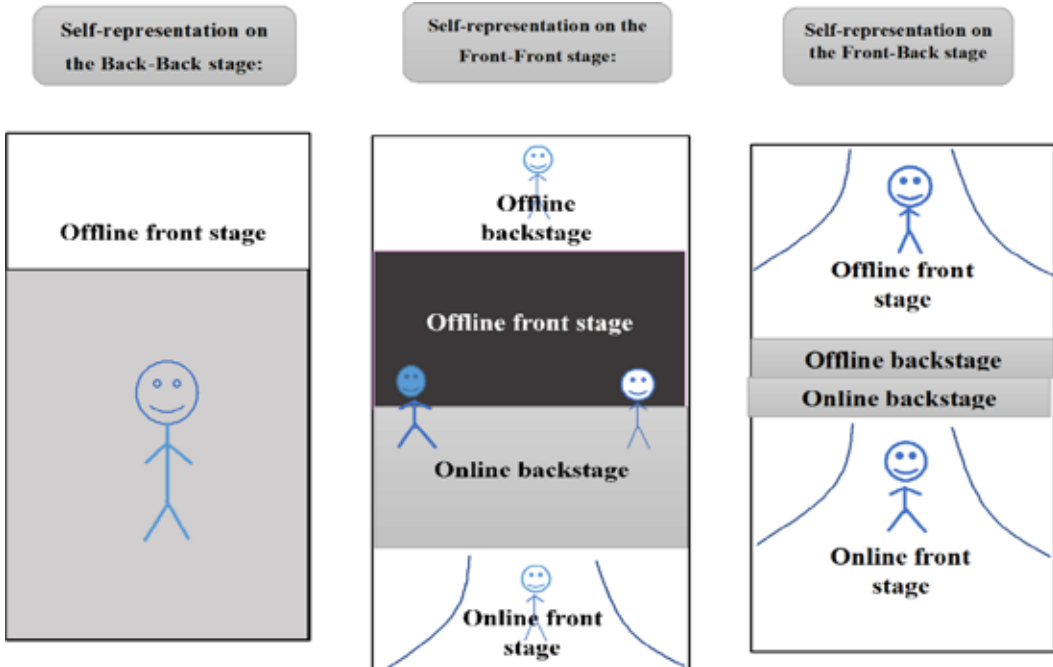 Self-representation on
the Back-Back stage:
Offline front stage
Self-representation on the
Front-Front stage:
Offline
backstage
Offline front stage
Online backstage
Online front
stage
Self-representation on
the Front-Back stage
Offline front
stage
Offline backstage
Online backstage
Online front
stage